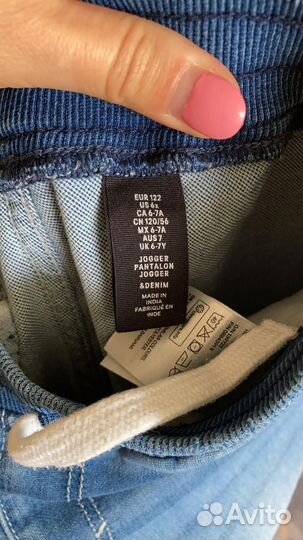 EUR 122
US 6x
CA 6-7A
CN 120/56
MX 6-7A
AUS 7
UK 6-7Y
JOGGER
PANTALON
JOGGER
&DENIM
MADE IN
INDIA
FABRIQUÉ EN
INDE
Avito